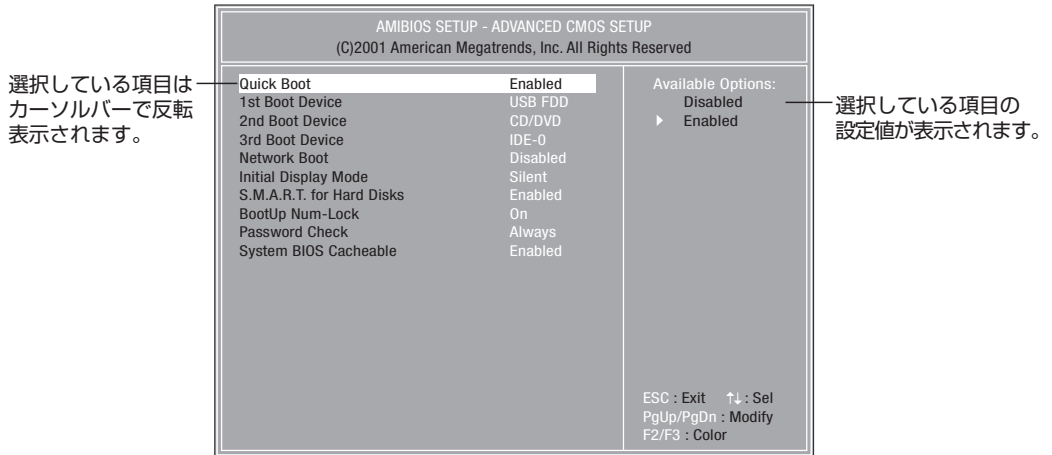 AMIBIOS SETUP - ADVANCED CMOS SETUP
(C)2001 American Megatrends, Inc. All Rights Reserved
選択している項目は
カーソルバーで反転
表示されます。
Quick Boot Enabled
1st Boot Device USB FDD
2nd Boot Device CD/DVD
3rd Boot Device IDE-0
Network Boot Disabled
Initial Display Mode Silent
S.M.A.R.T. for Hard Disks Enabled
BootUp Num-Lock On
Password Check Always
System BIOS Cacheable Enabled
Available Options:
Disabled
Enabled
選択している項目の
設定値が表示されます。
ESC : Exit ↑↓ : Sel
PgUp/PgDn : Modify
F2/F3 : Color